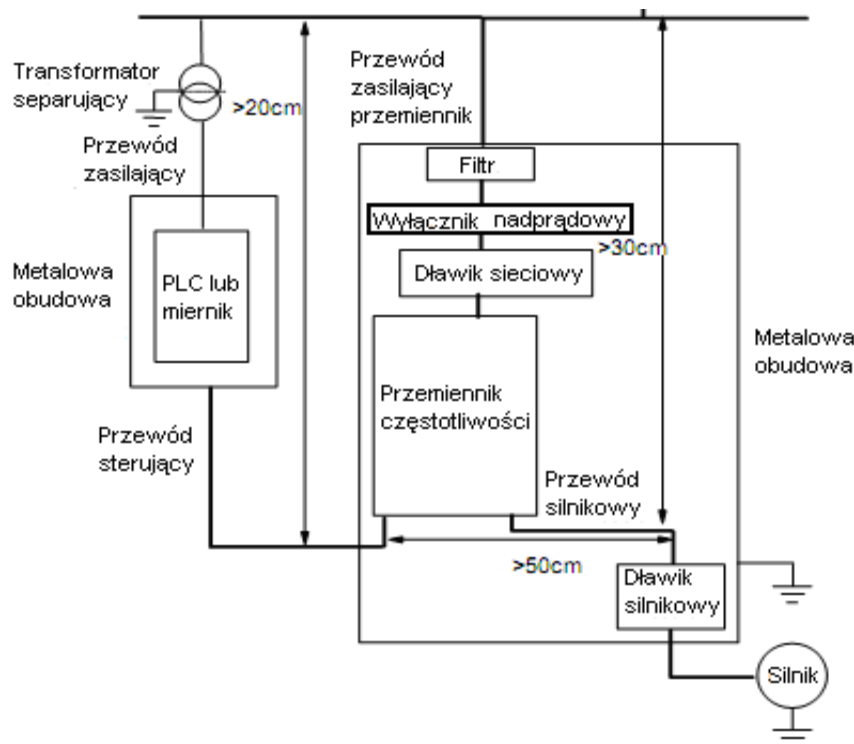 Transformator
separujący
>20cm
Przewód
zasilający
przemiennik
Przewód
zasilający
Filtr
Wyłącznik nadprądowy
>30cm
Dławik sieciowy
Metalowa
obudowa
PLC lub
miernik
Metalowa
obudowa
Przemiennik
częstotliwości
Przewód
sterujący
Przewód
silnikowy
>50cm
Dławik
silnikowy
Silnik